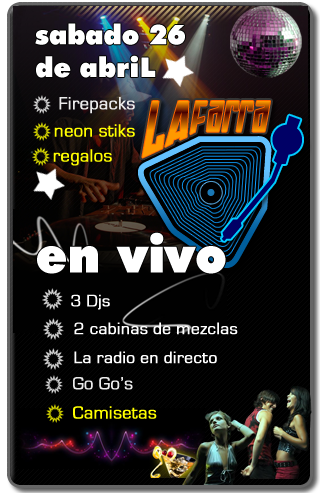 sabado 26
de abriL
Firepacks
neon stiks
regalos
LAfarra
en vivo
3 Djs
2 cabinas de mezclas
La radio en directo
Go Go's
Camisetas